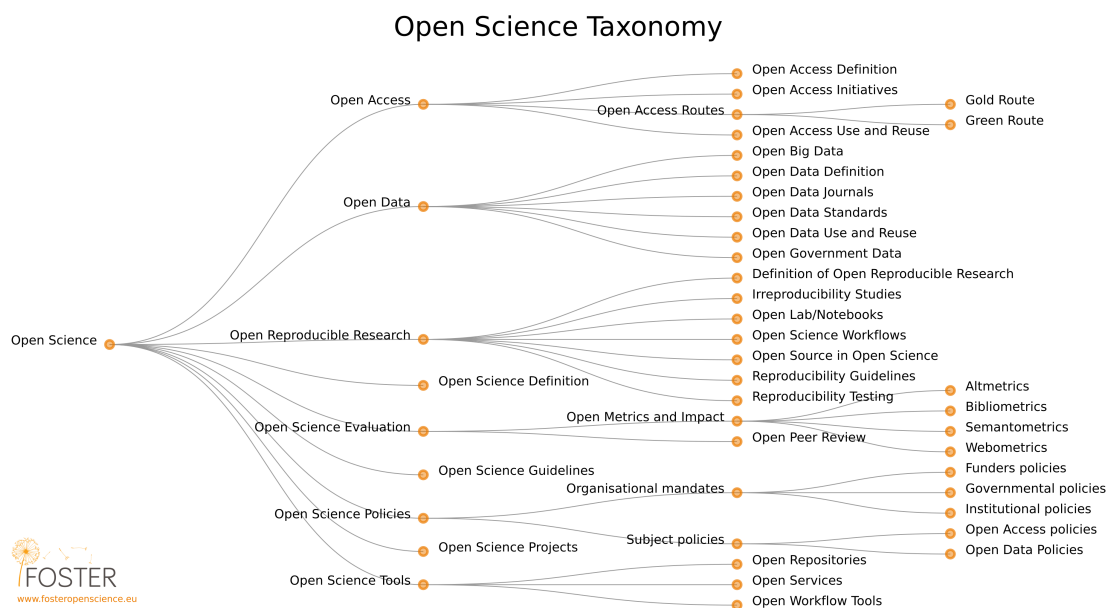 Open Science Taxonomy
Open Science
Open Access
Open Access Definition
Open Access Initiatives
Open Access Routes
Gold Route
Green Route
Open Access Use and Reuse
Open Data
Open Big Data
Open Data Definition
Open Data Journals
Open Data Standards
Open Data Use and Reuse
Open Government Data
Open Reproducible Research
Definition of Open Reproducible Research
Irreproducibility Studies
Open Lab/Notebooks
Open Science Workflows
Open Source in Open Science
Reproducibility Guidelines
Reproducibility Testing
Open Science Definition
Open Science Evaluation
Open Metrics and Impact
Altmetrics
Bibliometrics
Semantometrics
Webometrics
Open Peer Review
Open Science Guidelines
Open Science Policies
Organisational mandates
Funders policies
Governmental policies
Institutional policies
Subject policies
Open Access policies
Open Data Policies
Open Science Projects
Open Science Tools
Open Repositories
Open Services
Open Workflow Tools
FOSTER
www.fosteropenscience.eu